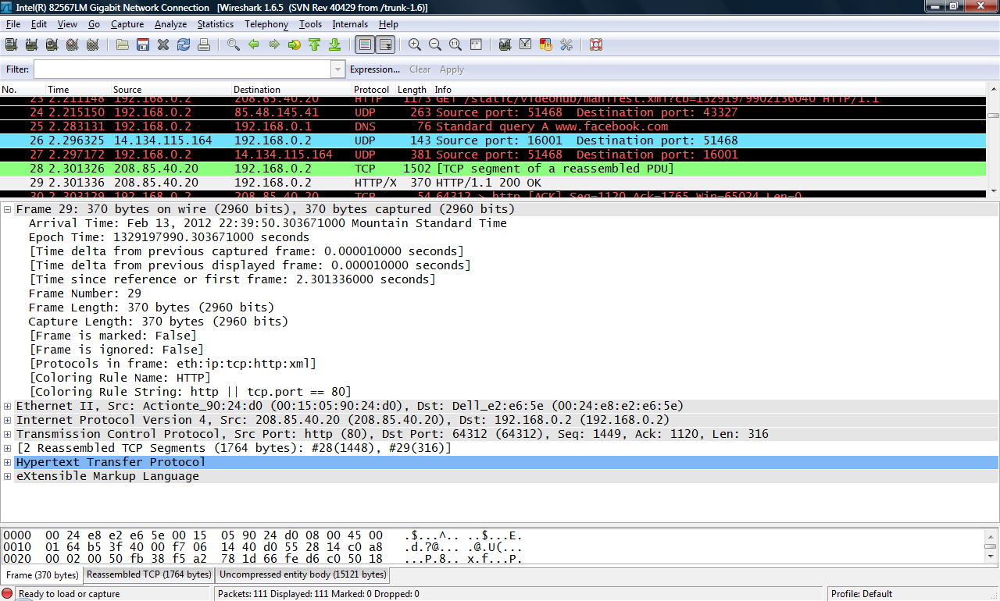 Intel(R) 82567LM Gigabit Network Connection   [Wireshark 1.6.5  (SVN Rev 40429 from /trunk-1.6)]
File Edit View Go Capture Analyze Statistics Telephony Tools Internals Help
Filter: Expression... Clear Apply
No. Time Source Destination Protocol Length Info
23 2.211148 192.168.0.2 208.85.40.20 HTTP 1173 GET /static/videohub/manifest.xml?cb=1329197990213604​0 HTTP/1.1
24 2.215150 192.168.0.2 85.48.145.41 UDP 263 Source port: 51468  Destination port: 43327
25 2.283131 192.168.0.2 192.168.0.1 DNS 76 Standard query A www.facebook.com
26 2.296325 14.134.115.164 192.168.0.2 UDP 143 Source port: 16001  Destination port: 51468
27 2.297172 192.168.0.2 14.134.115.164 UDP 381 Source port: 51468  Destination port: 16001
28 2.301326 208.85.40.20 192.168.0.2 TCP 1502 [TCP segment of a reassembled PDU]
29 2.301336 208.85.40.20 192.168.0.2 HTTP/X 370 HTTP/1.1 200 OK
30 2.303129 192.168.0.2 208.85.40.20 TCP 54 64312 > http [ACK] Seq=1120 Ack=1765 Win=65024 Len=0
Frame 29: 370 bytes on wire (2960 bits), 370 bytes captured (2960 bits)
Arrival Time: Feb 13, 2012 22:39:50.303671000 Mountain Standard Time
Epoch Time: 1329197990.303671000 seconds
[Time delta from previous captured frame: 0.000010000 seconds]
[Time delta from previous displayed frame: 0.000010000 seconds]
[Time since reference or first frame: 2.301336000 seconds]
Frame Number: 29
Frame Length: 370 bytes (2960 bits)
Capture Length: 370 bytes (2960 bits)
[Frame is marked: False]
[Frame is ignored: False]
[Protocols in frame: eth:ip:tcp:http:xml]
[Coloring Rule Name: HTTP]
[Coloring Rule String: http || tcp.port == 80]
Ethernet II, Src: Actionte_90:24:d0 (00:15:05:90:24:d0), Dst: Dell_e2:e6:5e (00:24:e8:e2:e6:5e)
Internet Protocol Version 4, Src: 208.85.40.20 (208.85.40.20), Dst: 192.168.0.2 (192.168.0.2)
Transmission Control Protocol, Src Port: http (80), Dst Port: 64312 (64312), Seq: 1449, Ack: 1120, Len: 316
[2 Reassembled TCP Segments (1764 bytes): #28(1448), #29(316)]
Hypertext Transfer Protocol
eXtensible Markup Language
0000  00 24 e8 e2 e6 5e 00 15  05 90 24 d0 08 00 45 00   .$...^.. ..$...E.
0010  01 64 b5 3f 40 00 f7 06  14 40 d0 55 28 14 c0 a8   .d.?@... .@.U(...
0020  00 02 00 50 fb 38 f5 a2  78 1d 66 fe d6 c0 50 18   ...P.8.. x.f...P.
Frame (370 bytes) Reassembled TCP (1764 bytes) Uncompressed entity body (15121 bytes)
Ready to load or capture Packets: 111 Displayed: 111 Marked: 0 Dropped: 0 Profile: Default